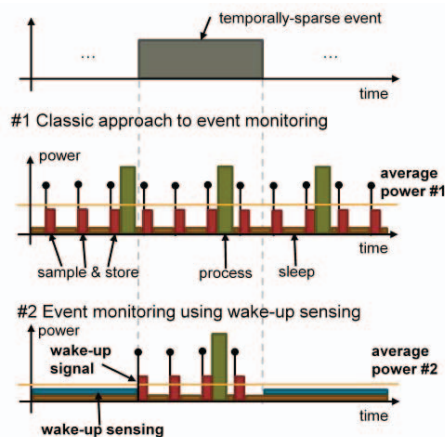 temporally-sparse event
... ...
time
#1 Classic approach to event monitoring
power
average
power #1
time
sample & store process sleep
#2 Event monitoring using wake-up sensing
power
wake-up
signal
average
power #2
time
wake-up sensing